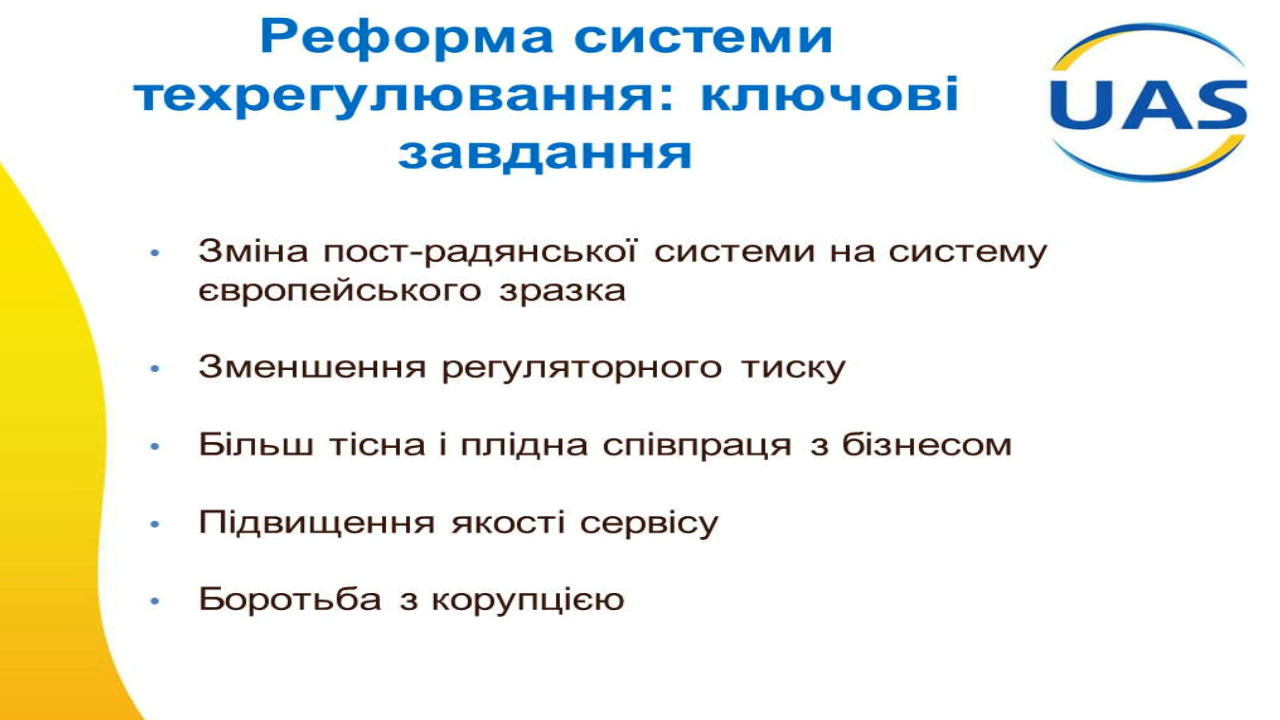 Реформа системи
техрегулювання: ключові
завдання
UAS
• Зміна пост-радянської системи на систему
європейського зразка
• Зменшення регуляторного тиску
• Більш тісна і плідна співпраця з бізнесом
• Підвищення якості сервісу
• Боротьба з корупцією